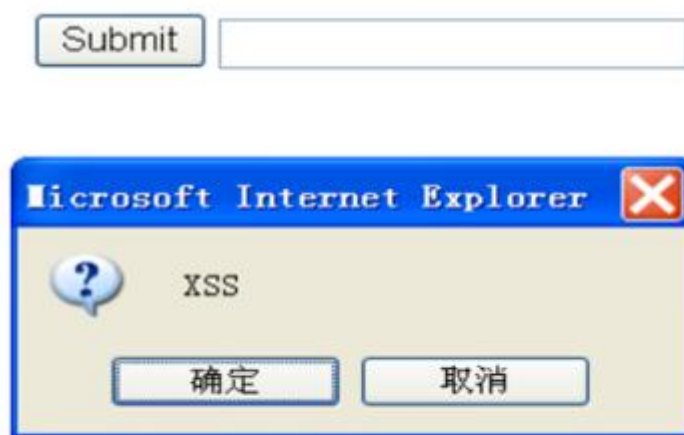 Submit
Microsoft Internet Explorer
XSS
确定 取消